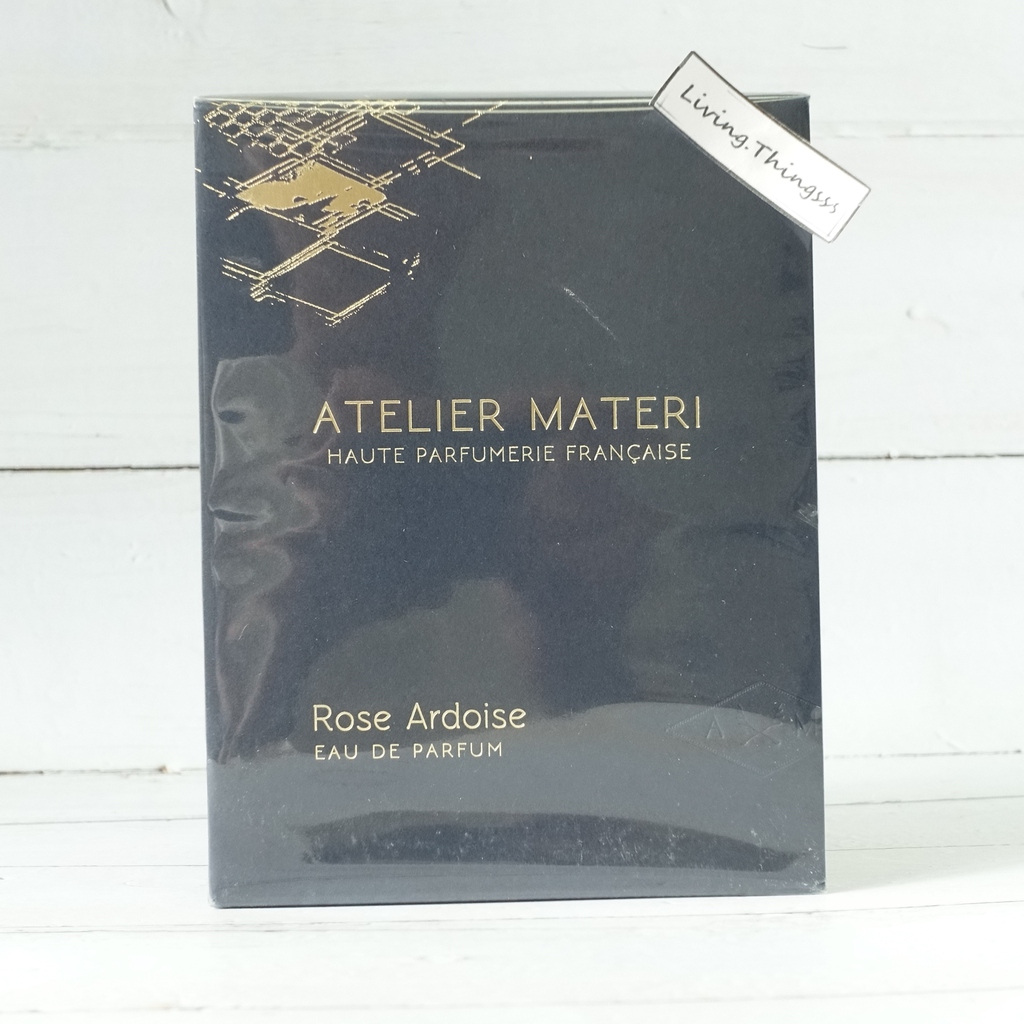 Living.Thingsss
ATELIER MATERI
HAUTE PARFUMERIE FRANÇAISE
Rose Ardoise
EAU DE PARFUM